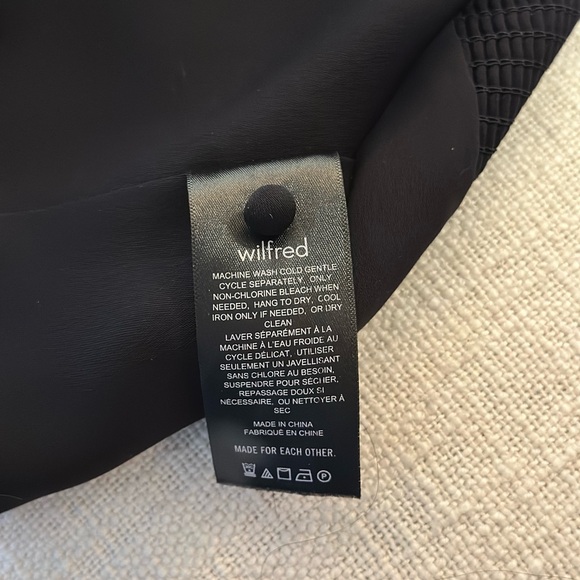 wilfred
MACHINE WASH COLD GENTLE
CYCLE SEPARATELY, ONLY
NON-CHLORINE BLEACH WHEN
NEEDED, HANG TO DRY, COOL
IRON ONLY IF NEEDED, OR DRY
CLEAN
LAVER SÉPARÉMENT À LA
MACHINE À L'EAU FROIDE AU
CYCLE DÉLICAT, UTILISER
SEULEMENT UN JAVELLISANT
SANS CHLORE AU BESOIN,
SUSPENDRE POUR SÉCHER,
REPASSAGE DOUX SI
NÉCESSAIRE, OU NETTOYER À
SEC
MADE IN CHINA
FABRIQUÉ EN CHINE
MADE FOR EACH OTHER.
P